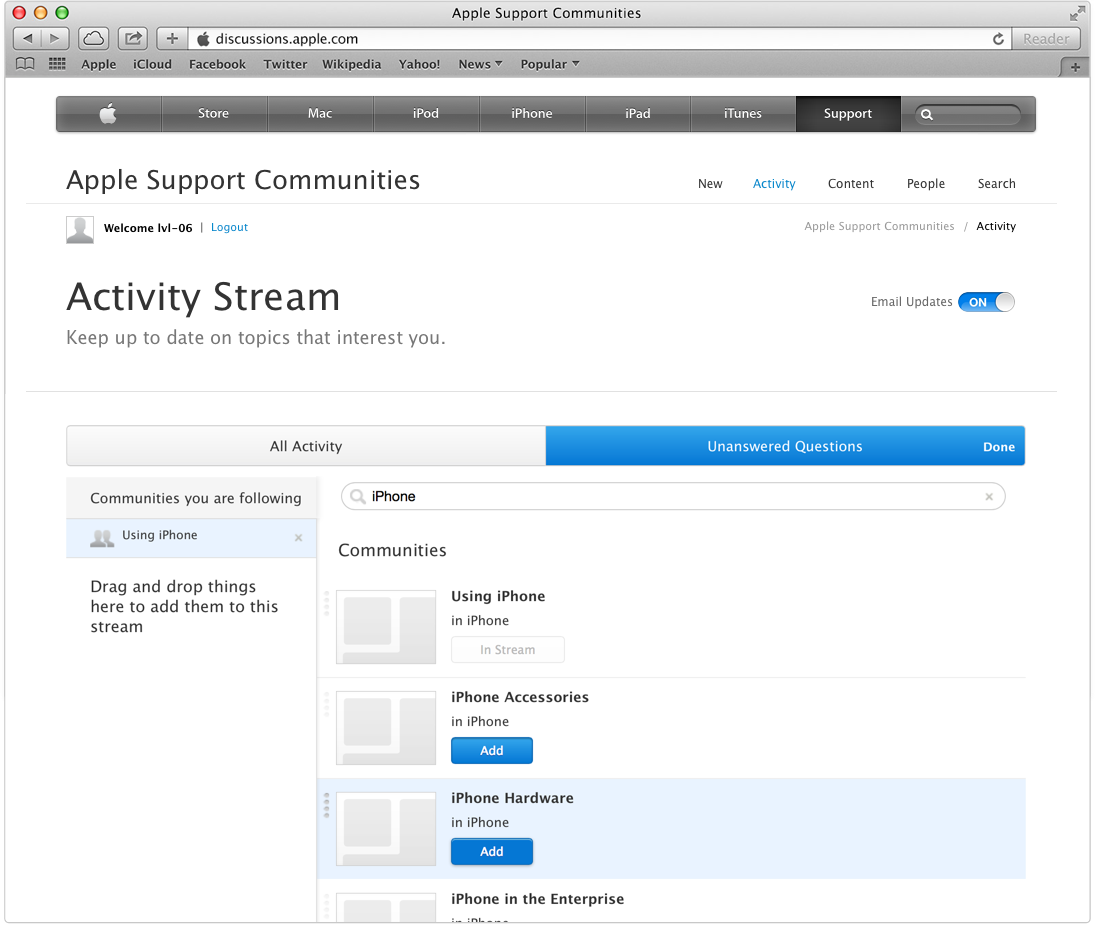 Apple Support Communities
discussions.apple.com
Reader
Apple iCloud Facebook Twitter Wikipedia Yahoo! News Popular
Store Mac iPod iPhone iPad iTunes Support
Apple Support Communities
New Activity Content People Search
Welcome lvl-06 | Logout
Apple Support Communities / Activity
Activity Stream
Email Updates ON
Keep up to date on topics that interest you.
All Activity
Unanswered Questions
Done
Communities you are following
Using iPhone
Drag and drop things
here to add them to this
stream
iPhone
Communities
Using iPhone
in iPhone
In Stream
iPhone Accessories
in iPhone
Add
iPhone Hardware
in iPhone
Add
iPhone in the Enterprise
in iPhone